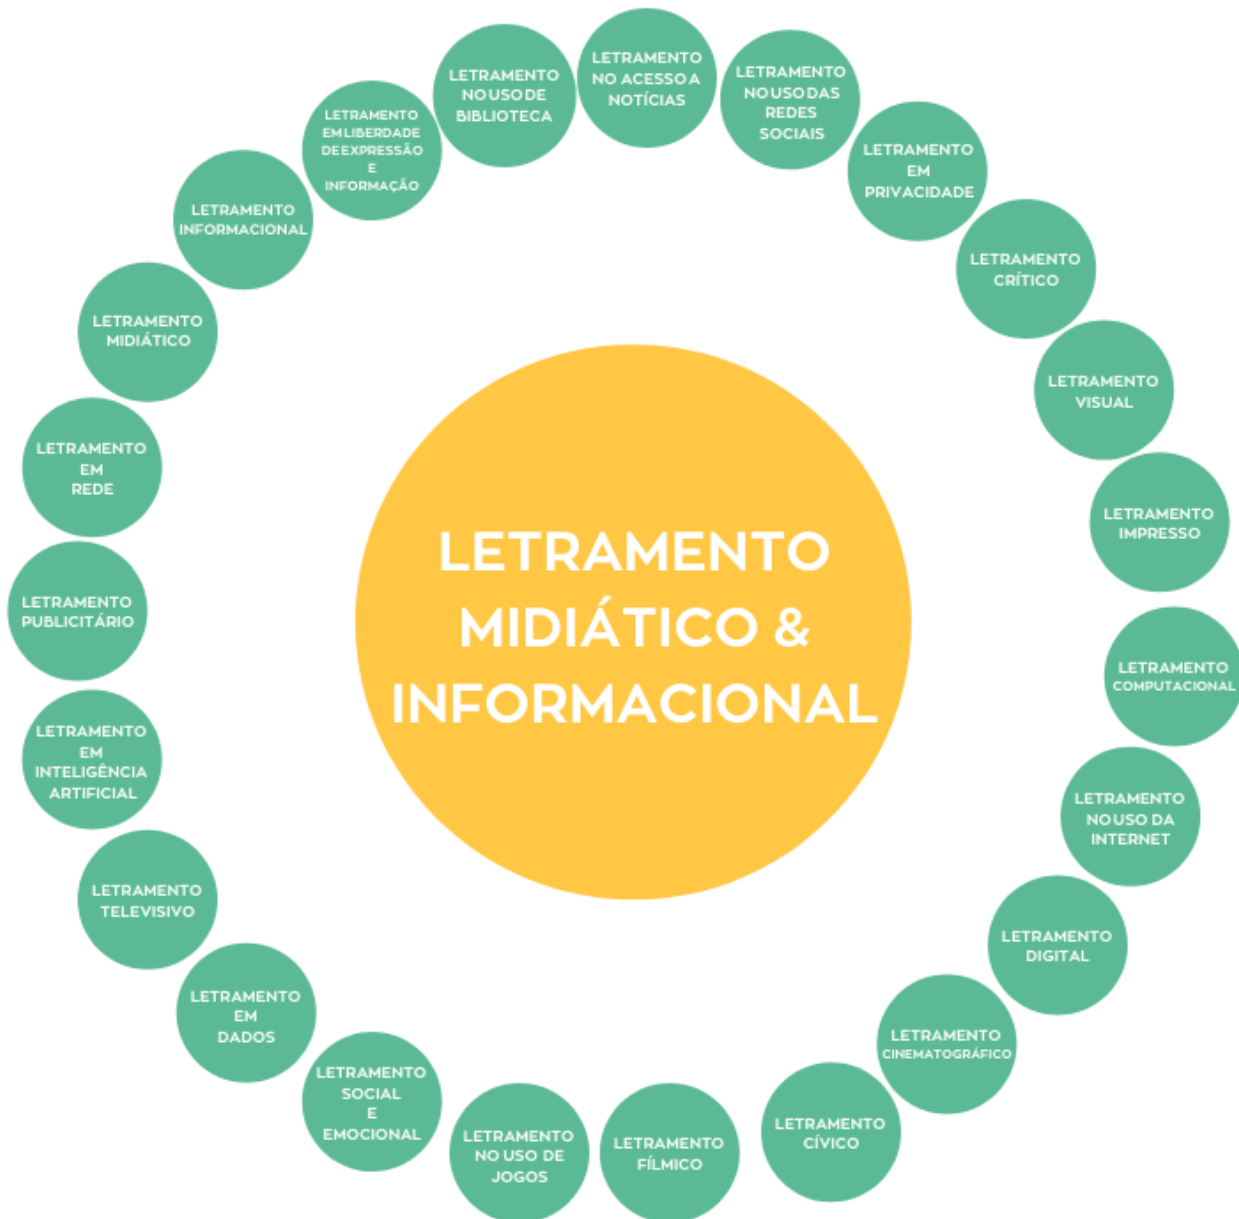 LETRAMENTO
NO ACESSO A
NOTÍCIAS
LETRAMENTO
NO USO DAS
REDES
SOCIAIS
LETRAMENTO
EM
PRIVACIDADE
LETRAMENTO
CRÍTICO
LETRAMENTO
VISUAL
LETRAMENTO
IMPRESSO
LETRAMENTO
COMPUTACIONAL
LETRAMENTO
NO USO DA
INTERNET
LETRAMENTO
DIGITAL
LETRAMENTO
CINEMATOGRÁFICO
LETRAMENTO
CÍVICO
LETRAMENTO
FÍLMICO
LETRAMENTO
NO USO DE
JOGOS
LETRAMENTO
SOCIAL
E
EMOCIONAL
LETRAMENTO
EM
DADOS
LETRAMENTO
TELEVISIVO
LETRAMENTO
EM
INTELIGÊNCIA
ARTIFICIAL
LETRAMENTO
PUBLICITÁRIO
LETRAMENTO
EM
REDE
LETRAMENTO
MIDIÁTICO
LETRAMENTO
INFORMACIONAL
LETRAMENTO
EM LIBERDADE
DE EXPRESSÃO
E
INFORMAÇÃO
LETRAMENTO
NO USO DE
BIBLIOTECA
LETRAMENTO
MIDIÁTICO &
INFORMACIONAL